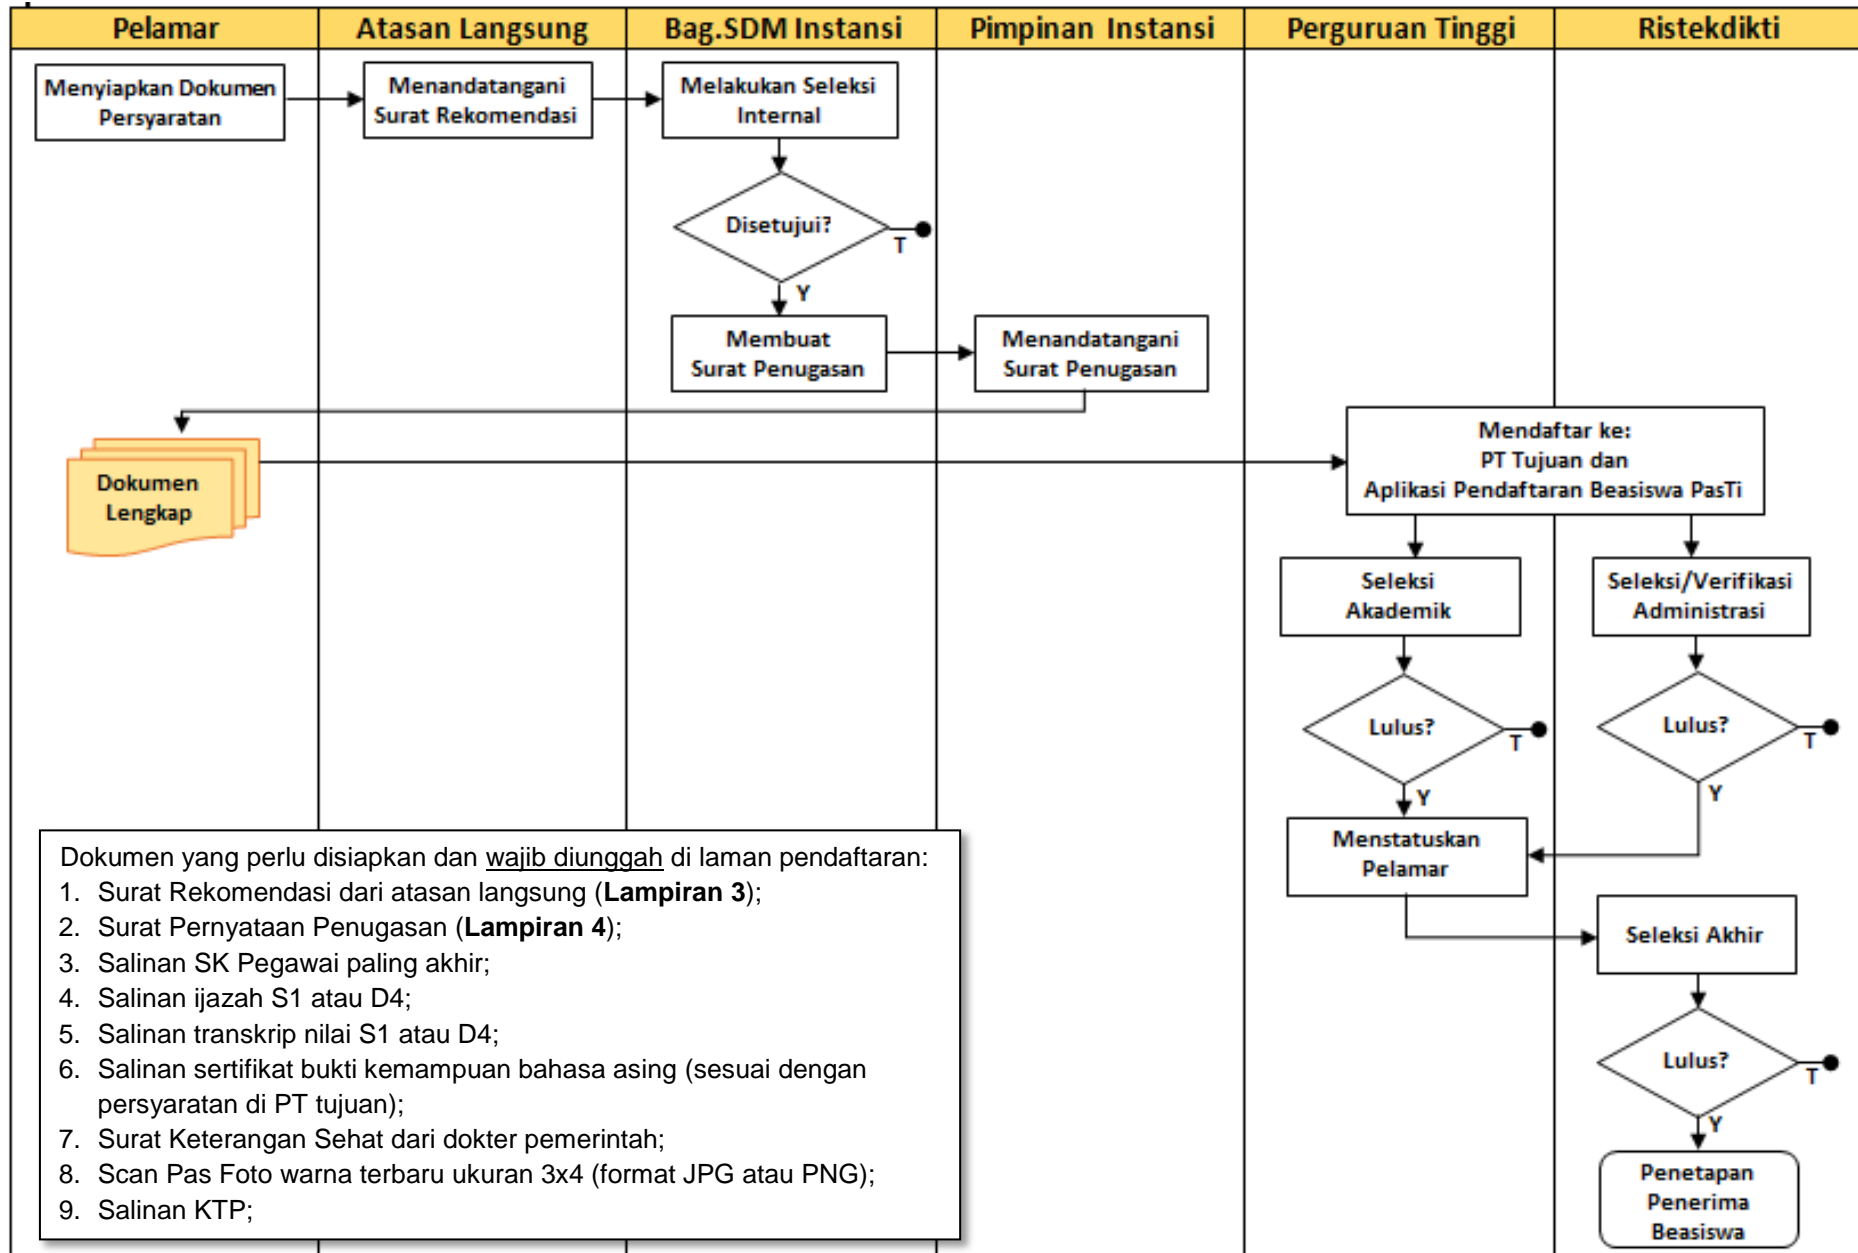 Pelamar
Atasan Langsung
Bag.SDM Instansi
Pimpinan Instansi
Perguruan Tinggi
Ristekdikti
Menyiapkan Dokumen
Persyaratan
Menandatangani
Surat Rekomendasi
Melakukan Seleksi
Internal
Disetujui?
T
Y
Membuat
Surat Penugasan
Menandatangani
Surat Penugasan
Dokumen
Lengkap
Mendaftar ke:
PT Tujuan dan
Aplikasi Pendaftaran Beasiswa PasTi
Seleksi
Akademik
Seleksi/Verifikasi
Administrasi
Lulus?
T
Y
Lulus?
T
Y
Menstatuskan
Pelamar
Seleksi Akhir
Lulus?
T
Y
Penetapan
Penerima
Beasiswa
Dokumen yang perlu disiapkan dan wajib diunggah di laman pendaftaran:
1. Surat Rekomendasi dari atasan langsung (Lampiran 3);
2. Surat Pernyataan Penugasan (Lampiran 4);
3. Salinan SK Pegawai paling akhir;
4. Salinan ijazah S1 atau D4;
5. Salinan transkrip nilai S1 atau D4;
6. Salinan sertifikat bukti kemampuan bahasa asing (sesuai dengan
persyaratan di PT tujuan);
7. Surat Keterangan Sehat dari dokter pemerintah;
8. Scan Pas Foto warna terbaru ukuran 3x4 (format JPG atau PNG);
9. Salinan KTP;